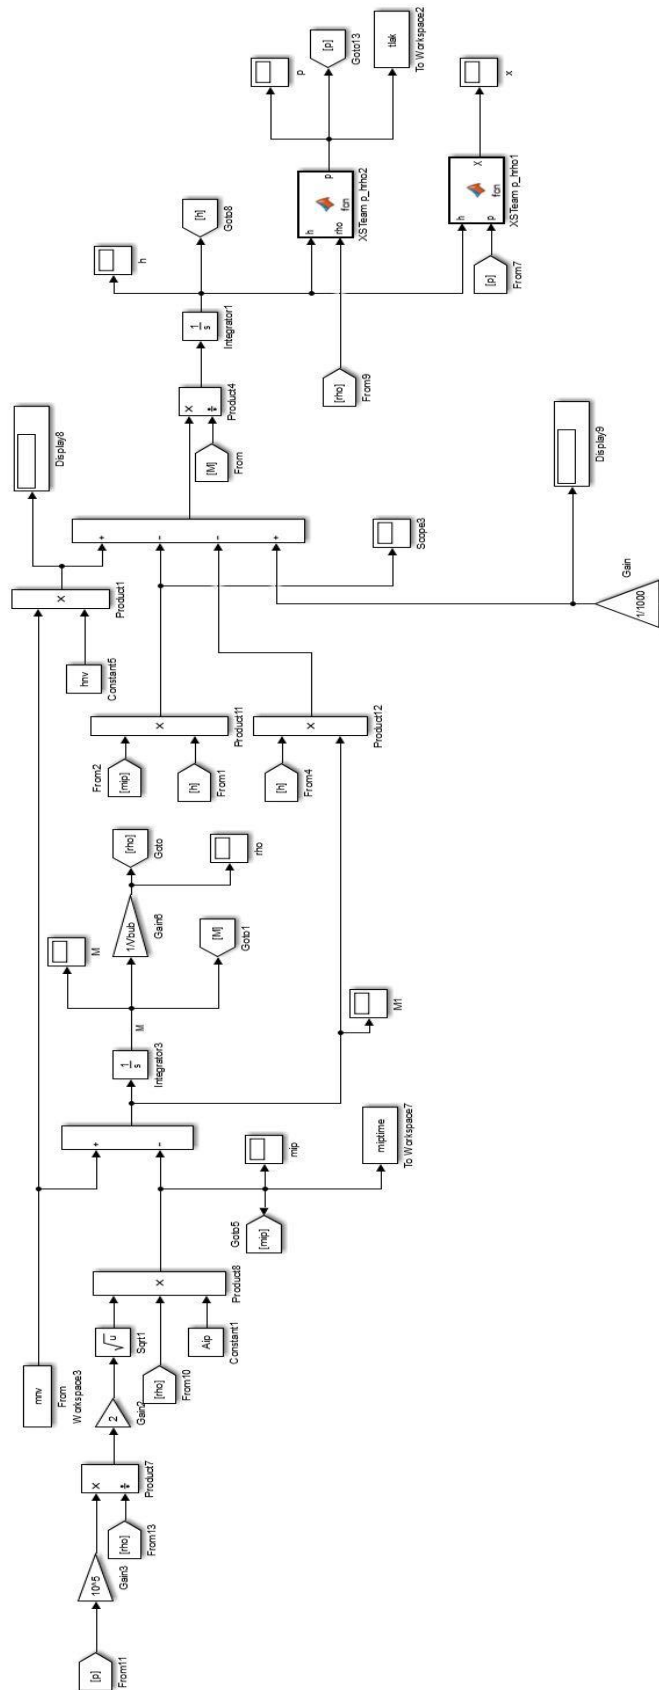 [p]
From11
10^5
Gain3
[rho]
From13
X
÷
Product7
2
Gain2
√u
Sqrt1
[rho]
From10
Aip
Constant1
X
Product8
mnv
From
Workspace3
[mip]
Goto5
mip
miptime
To Workspace7
+
-
1
s
Integrator3
M
M
[M]
Goto1
1/Vbub
Gain6
[rho]
Goto
rho
M1
From2
[mip]
[h]
From1
X
Product11
[h]
From4
X
Product12
hnv
Constant5
X
Product1
Display8
+
-
-
+
Scope3
1/1000
Gain
Display9
[M]
From
X
÷
Product4
1
s
Integrator1
h
[h]
Goto8
[rho]
From9
h
rho
fcn
p
XSTeam p_hrho2
p
[p]
Goto13
tlak
To Workspace2
[p]
From7
h
p
fcn
X
XSTeam p_hrho1
x